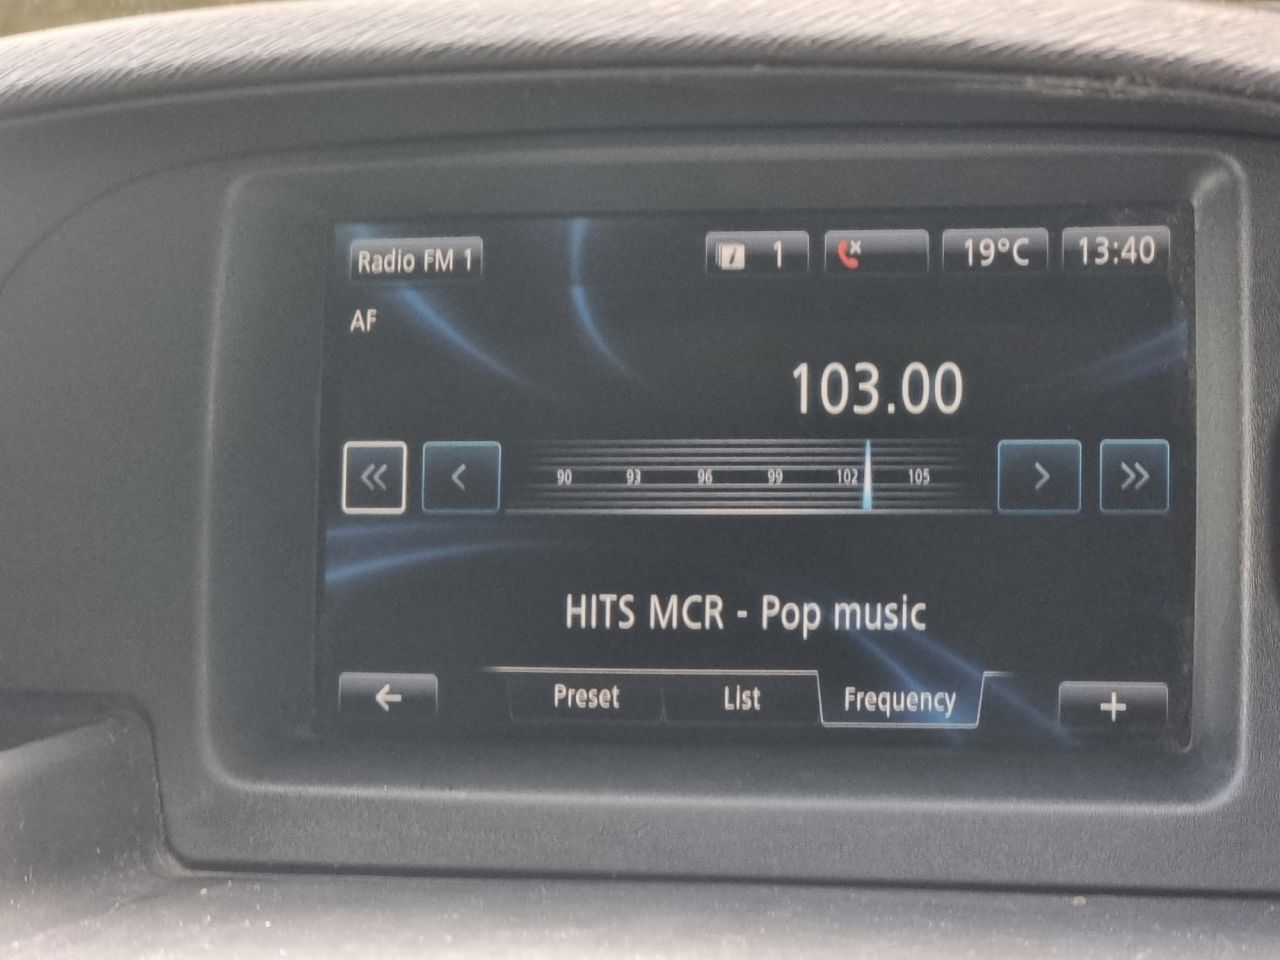 Radio FM 1
i 1
19°C
13:40
AF
103.00
90 93 96 99 102 105
HITS MCR - Pop music
Preset List Frequency